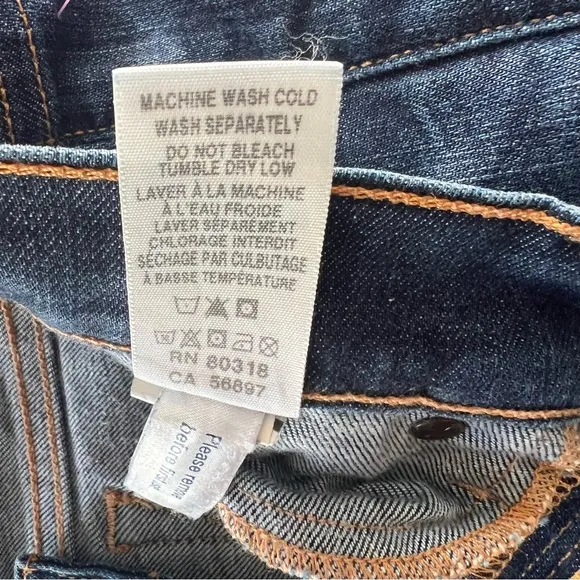 MACHINE WASH COLD
WASH SEPARATELY
DO NOT BLEACH
TUMBLE DRY LOW
LAVER À LA MACHINE
À L'EAU FROIDE
LAVER SÉPARÉMENT
CHLORAGE INTERDIT
SÉCHAGE PAR CULBUTAGE
À BASSE TEMPÉRATURE
RN 80318
CA 56897
Please remove
before